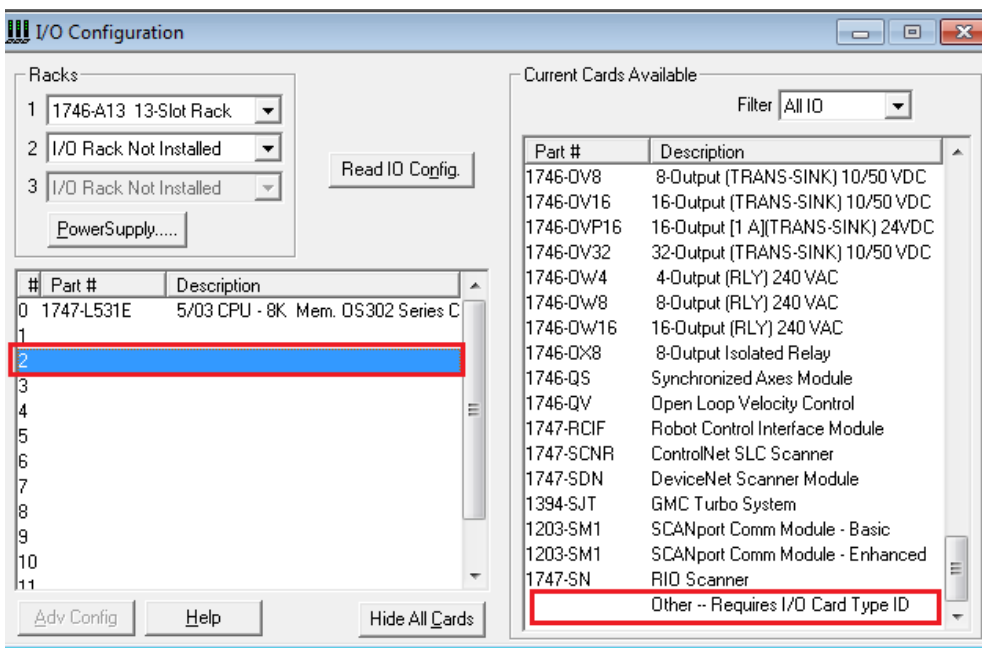 I/O Configuration
Racks
1 1746-A13 13-Slot Rack
2 I/O Rack Not Installed
3 I/O Rack Not Installed
PowerSupply.....
Read IO Config.
# Part # Description
0 1747-L531E 5/03 CPU - 8K Mem. OS302 Series C
1
2
3
4
5
6
7
8
9
10
11
Adv Config Help Hide All Cards
Current Cards Available
Filter All IO
Part # Description
1746-OV8 8-Output (TRANS-SINK) 10/50 VDC
1746-OV16 16-Output (TRANS-SINK) 10/50 VDC
1746-OVP16 16-Output [1 A](TRANS-SINK) 24VDC
1746-OV32 32-Output (TRANS-SINK) 10/50 VDC
1746-OW4 4-Output (RLY) 240 VAC
1746-OW8 8-Output (RLY) 240 VAC
1746-OW16 16-Output (RLY) 240 VAC
1746-OX8 8-Output Isolated Relay
1746-QS Synchronized Axes Module
1746-QV Open Loop Velocity Control
1747-RCIF Robot Control Interface Module
1747-SCNR ControlNet SLC Scanner
1747-SDN DeviceNet Scanner Module
1394-SJT GMC Turbo System
1203-SM1 SCANport Comm Module - Basic
1203-SM1 SCANport Comm Module - Enhanced
1747-SN RIO Scanner
Other -- Requires I/O Card Type ID